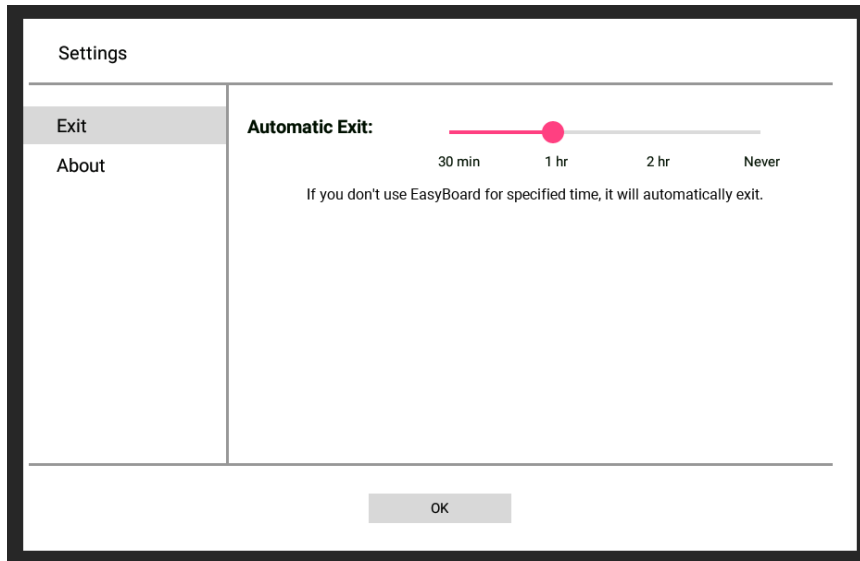 Settings
Exit
About
Automatic Exit:
30 min 1 hr 2 hr Never
If you don't use EasyBoard for specified time, it will automatically exit.
OK